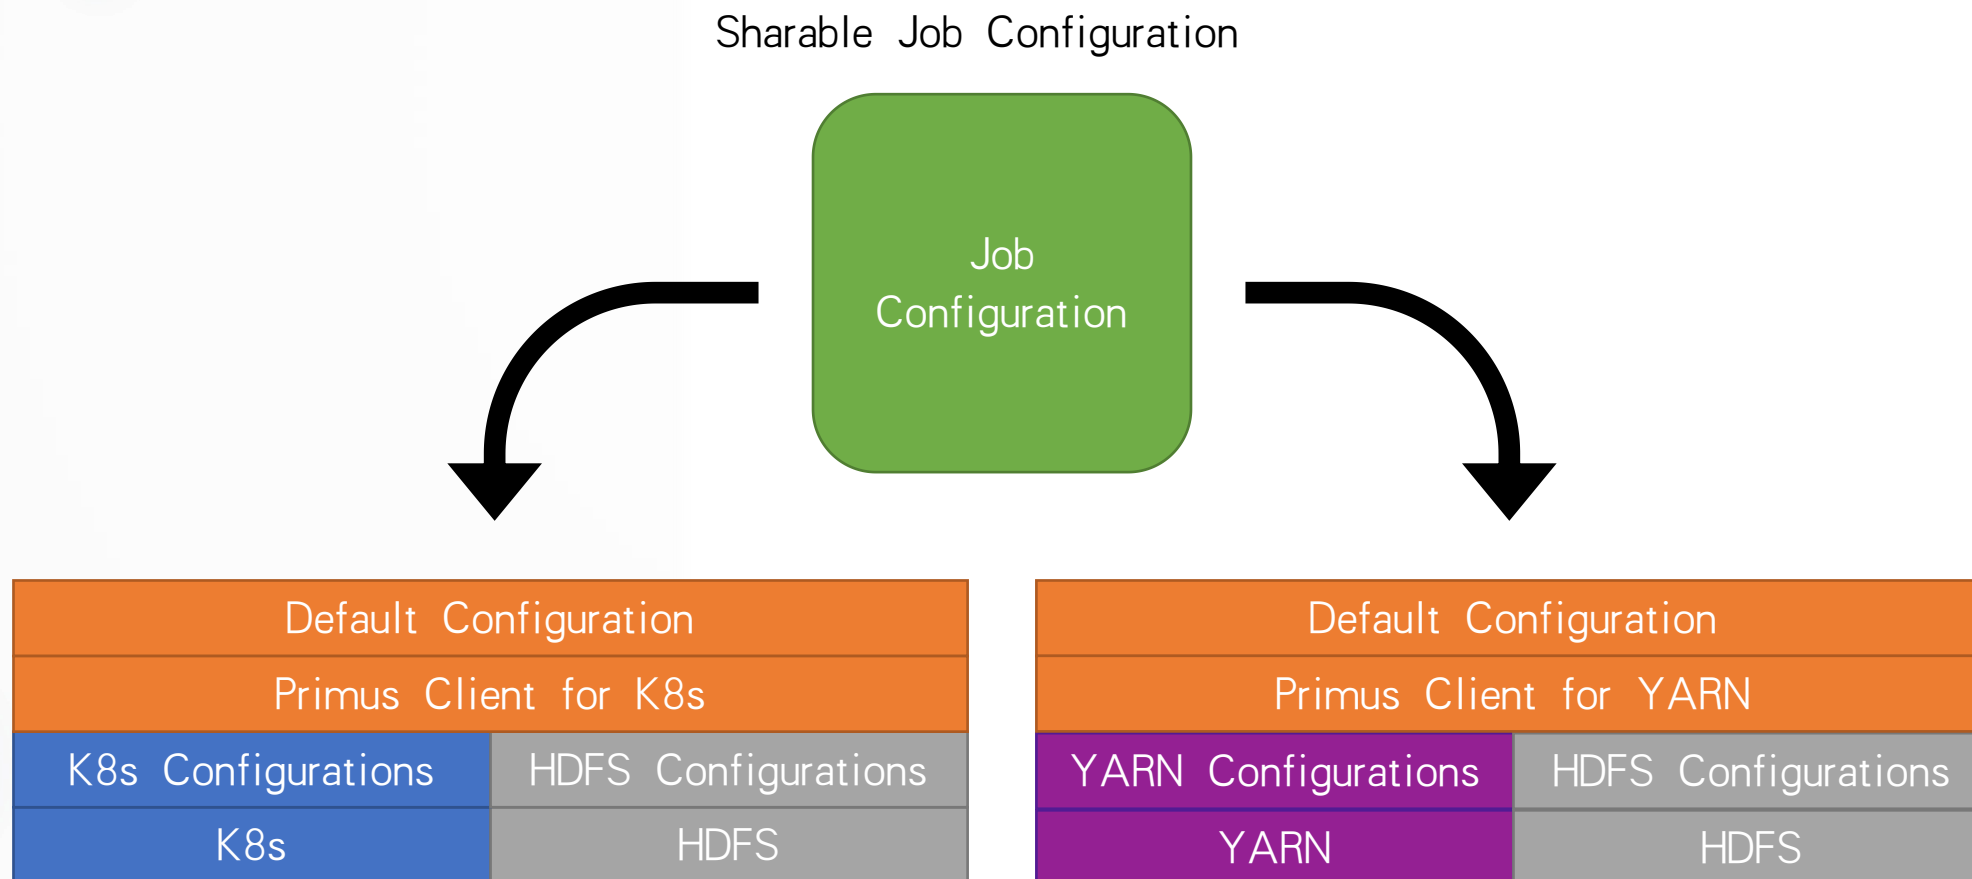 Sharable Job Configuration
Job
Configuration
Default Configuration
Primus Client for K8s
K8s Configurations
HDFS Configurations
K8s
HDFS
Default Configuration
Primus Client for YARN
YARN Configurations
HDFS Configurations
YARN
HDFS